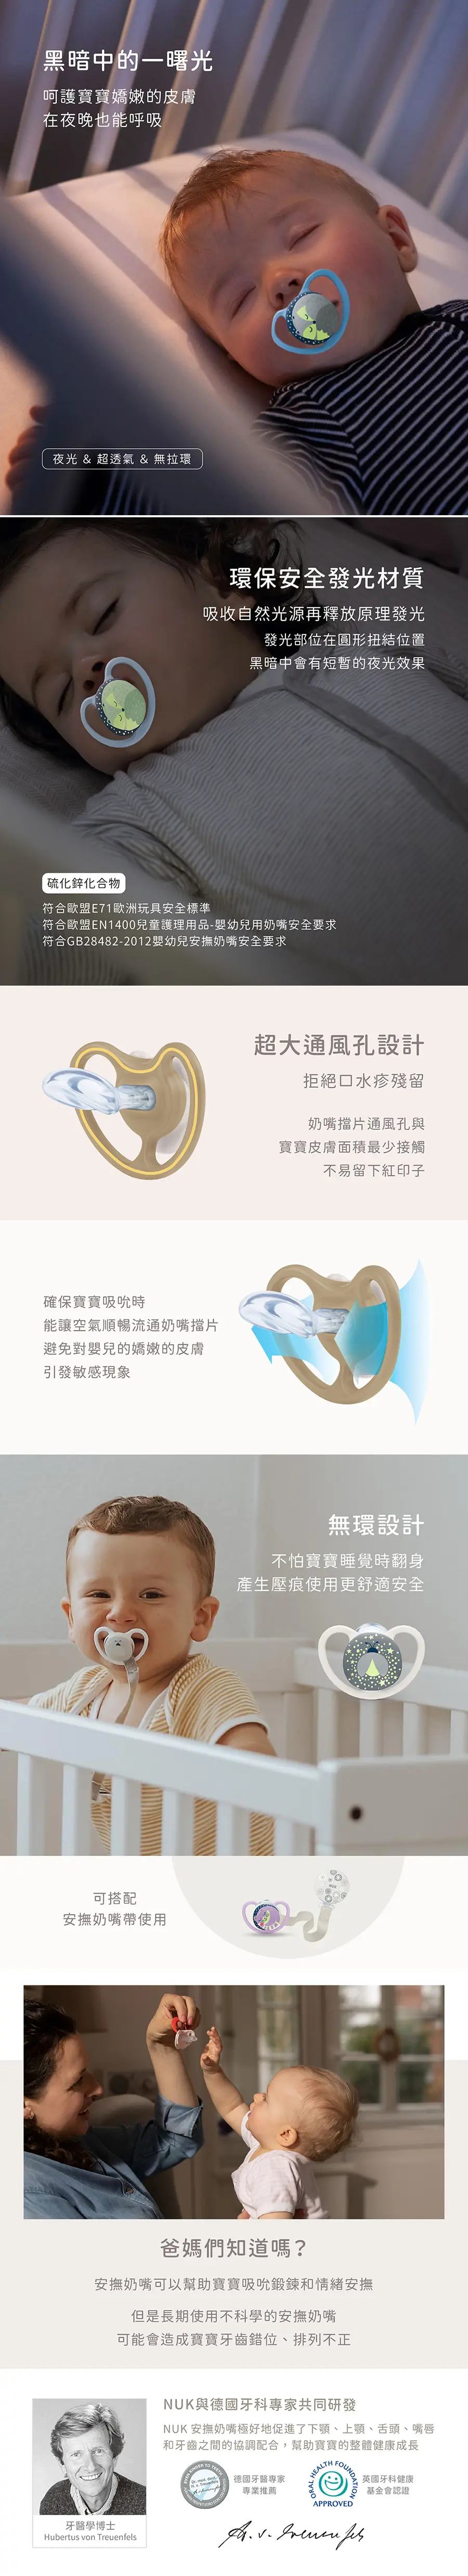 黑暗中的一曙光
呵護寶寶嬌嫩的皮膚
在夜晚也能呼吸
夜光 & 超透氣 & 無拉環
環保安全發光材質
吸收自然光源再釋放原理發光
發光部位在圓形扭結位置
黑暗中會有短暫的夜光效果
硫化鋅化合物
符合歐盟E71歐洲玩具安全標準
符合歐盟EN1400兒童護理用品-嬰幼兒用奶嘴安全要求
符合GB28482-2012嬰幼兒安撫奶嘴安全要求
超大通風孔設計
拒絕口水疹殘留
奶嘴擋片通風孔與
寶寶皮膚面積最少接觸
不易留下紅印子
確保寶寶吸吮時
能讓空氣順暢流通奶嘴擋片
避免對嬰兒的嬌嫩的皮膚
引發敏感現象
無環設計
不怕寶寶睡覺時翻身
產生壓痕使用更舒適安全
可搭配
安撫奶嘴帶使用
爸媽們知道嗎?
安撫奶嘴可以幫助寶寶吸吮鍛鍊和情緒安撫
但是長期使用不科學的安撫奶嘴
可能會造成寶寶牙齒錯位、排列不正
NUK與德國牙科專家共同研發
NUK 安撫奶嘴極好地促進了下顎、上顎、舌頭、嘴唇
和牙齒之間的協調配合，幫助寶寶的整體健康成長
德國牙醫專家
專業推薦
ORAL HEALTH FOUNDATION
APPROVED
英國牙科健康
基金會認證
牙醫學博士
Hubertus von Treuenfels